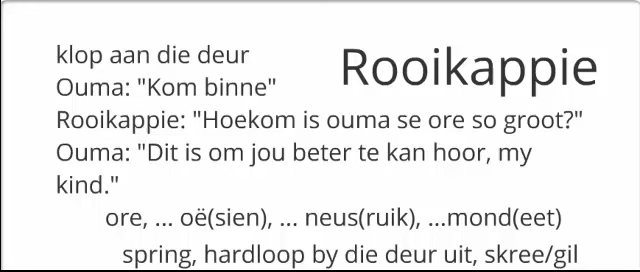 Rooikappie
klop aan die deur
Ouma: "Kom binne"
Rooikappie: "Hoekom is ouma se ore so groot?"
Ouma: "Dit is om jou beter te kan hoor, my
kind."
ore, ... oë(sien), ... neus(ruik), ...mond(eet)
spring, hardloop by die deur uit, skree/gil